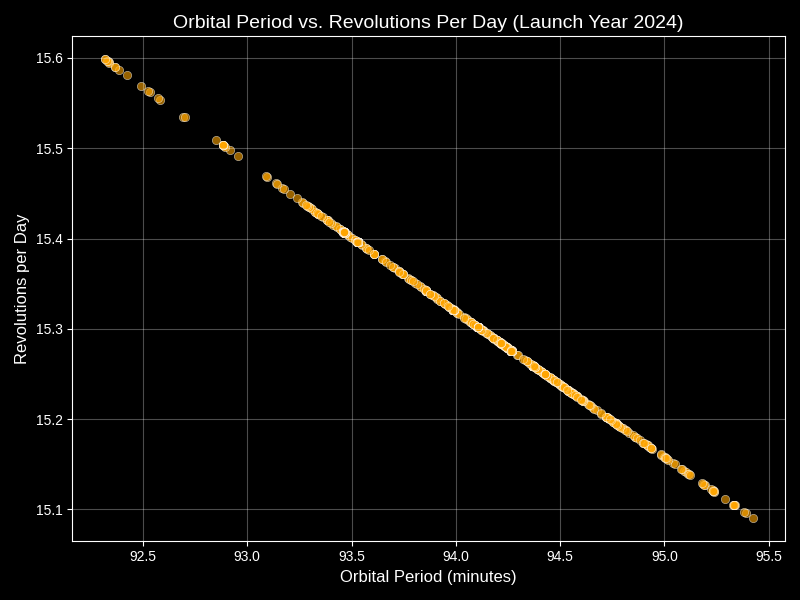 Orbital Period vs. Revolutions Per Day (Launch Year 2024)
15.6
15.5
15.4
15.3
15.2
15.1
Revolutions per Day
92.5 93.0 93.5 94.0 94.5 95.0 95.5
Orbital Period (minutes)